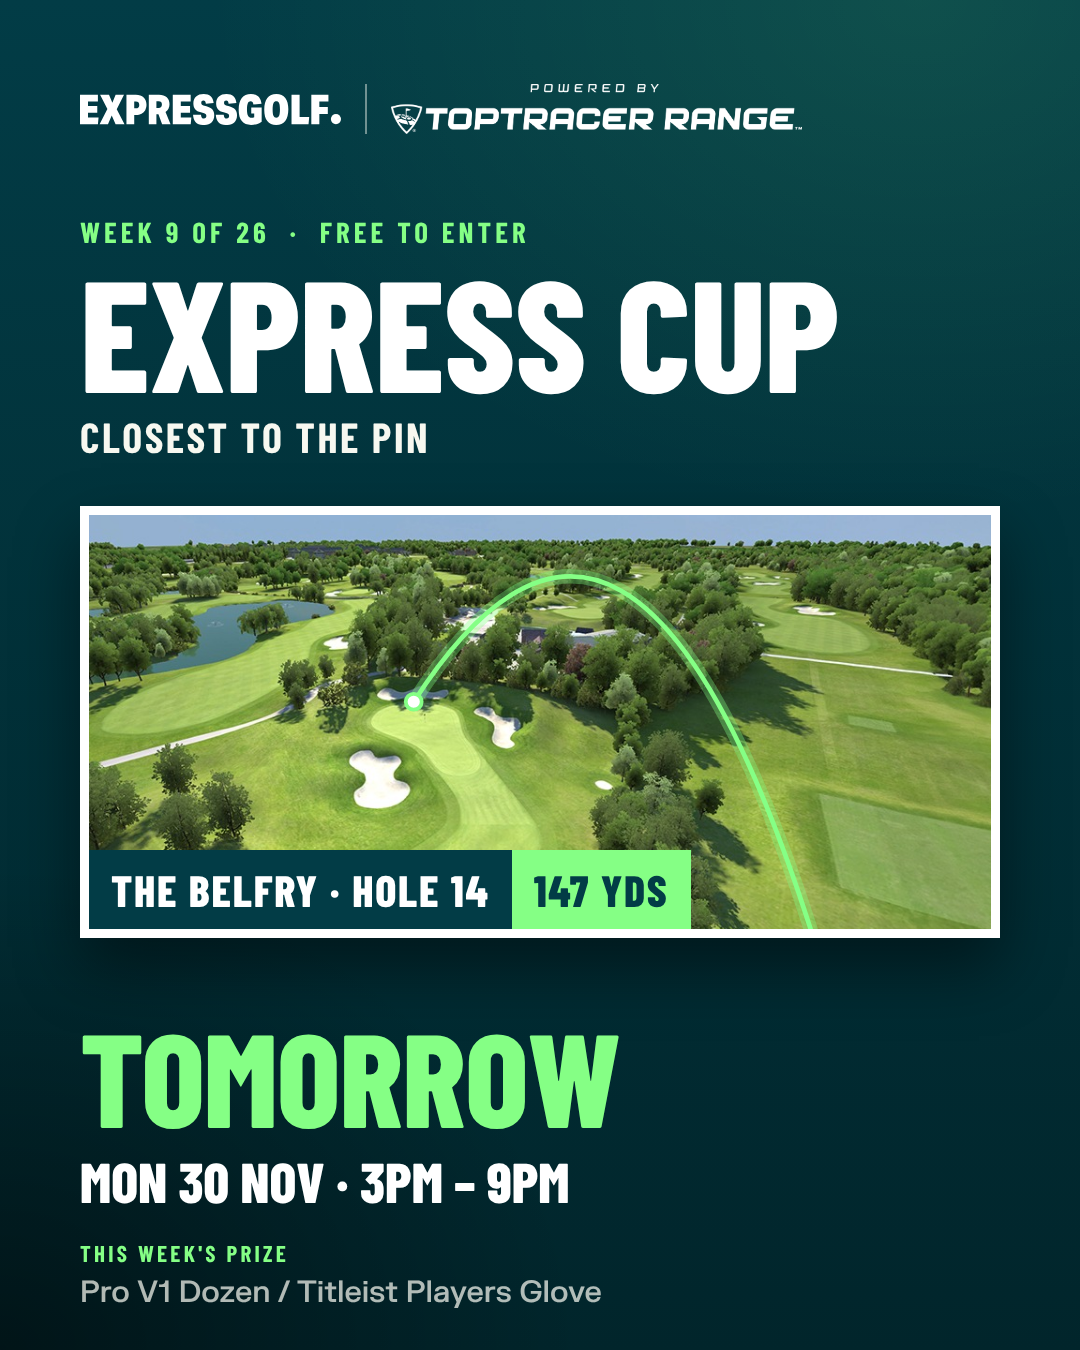 EXPRESSGOLF.
POWERED BY
TOPTRACER RANGE™
WEEK 9 OF 26 · FREE TO ENTER
EXPRESS CUP
CLOSEST TO THE PIN
THE BELFRY · HOLE 14
147 YDS
TOMORROW
MON 30 NOV · 3PM – 9PM
THIS WEEK'S PRIZE
Pro V1 Dozen / Titleist Players Glove